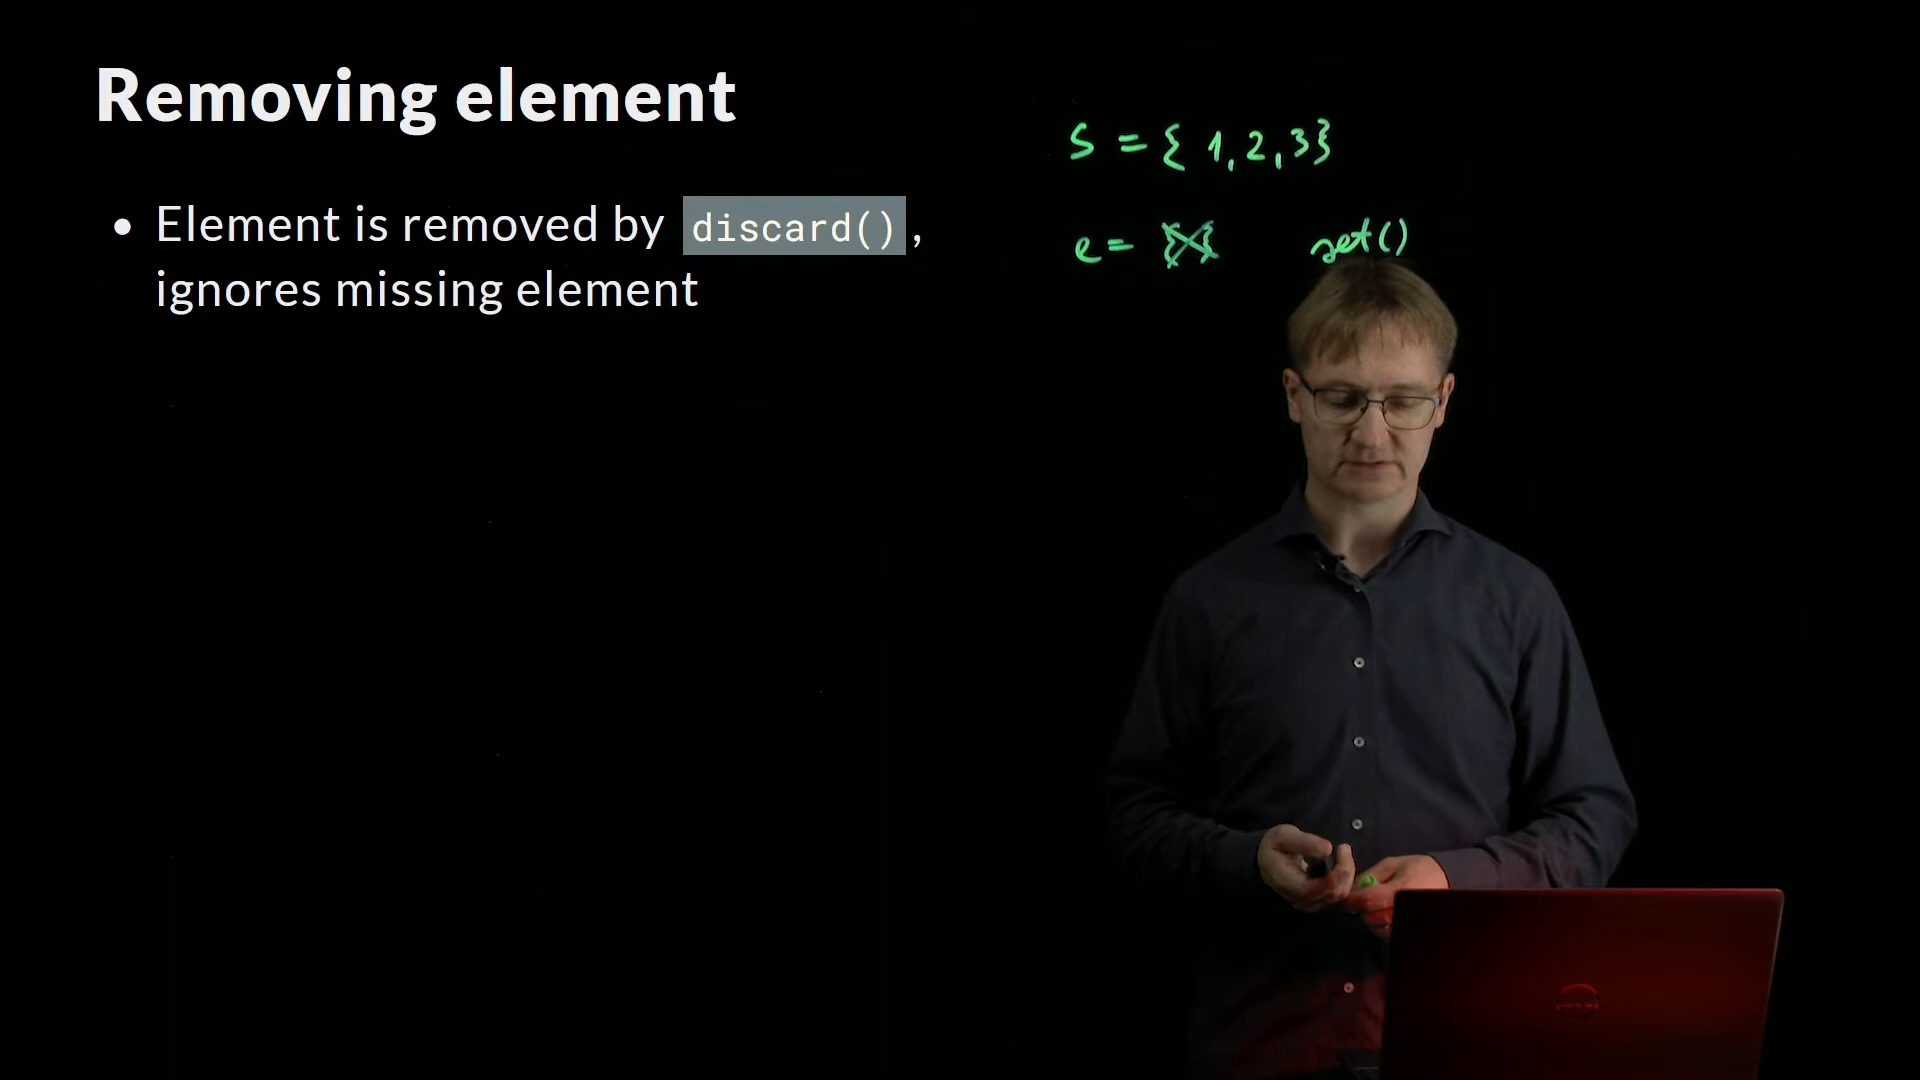 Removing element
• Element is removed by discard(),
ignores missing element
S = { 1, 2, 3}
e = set()